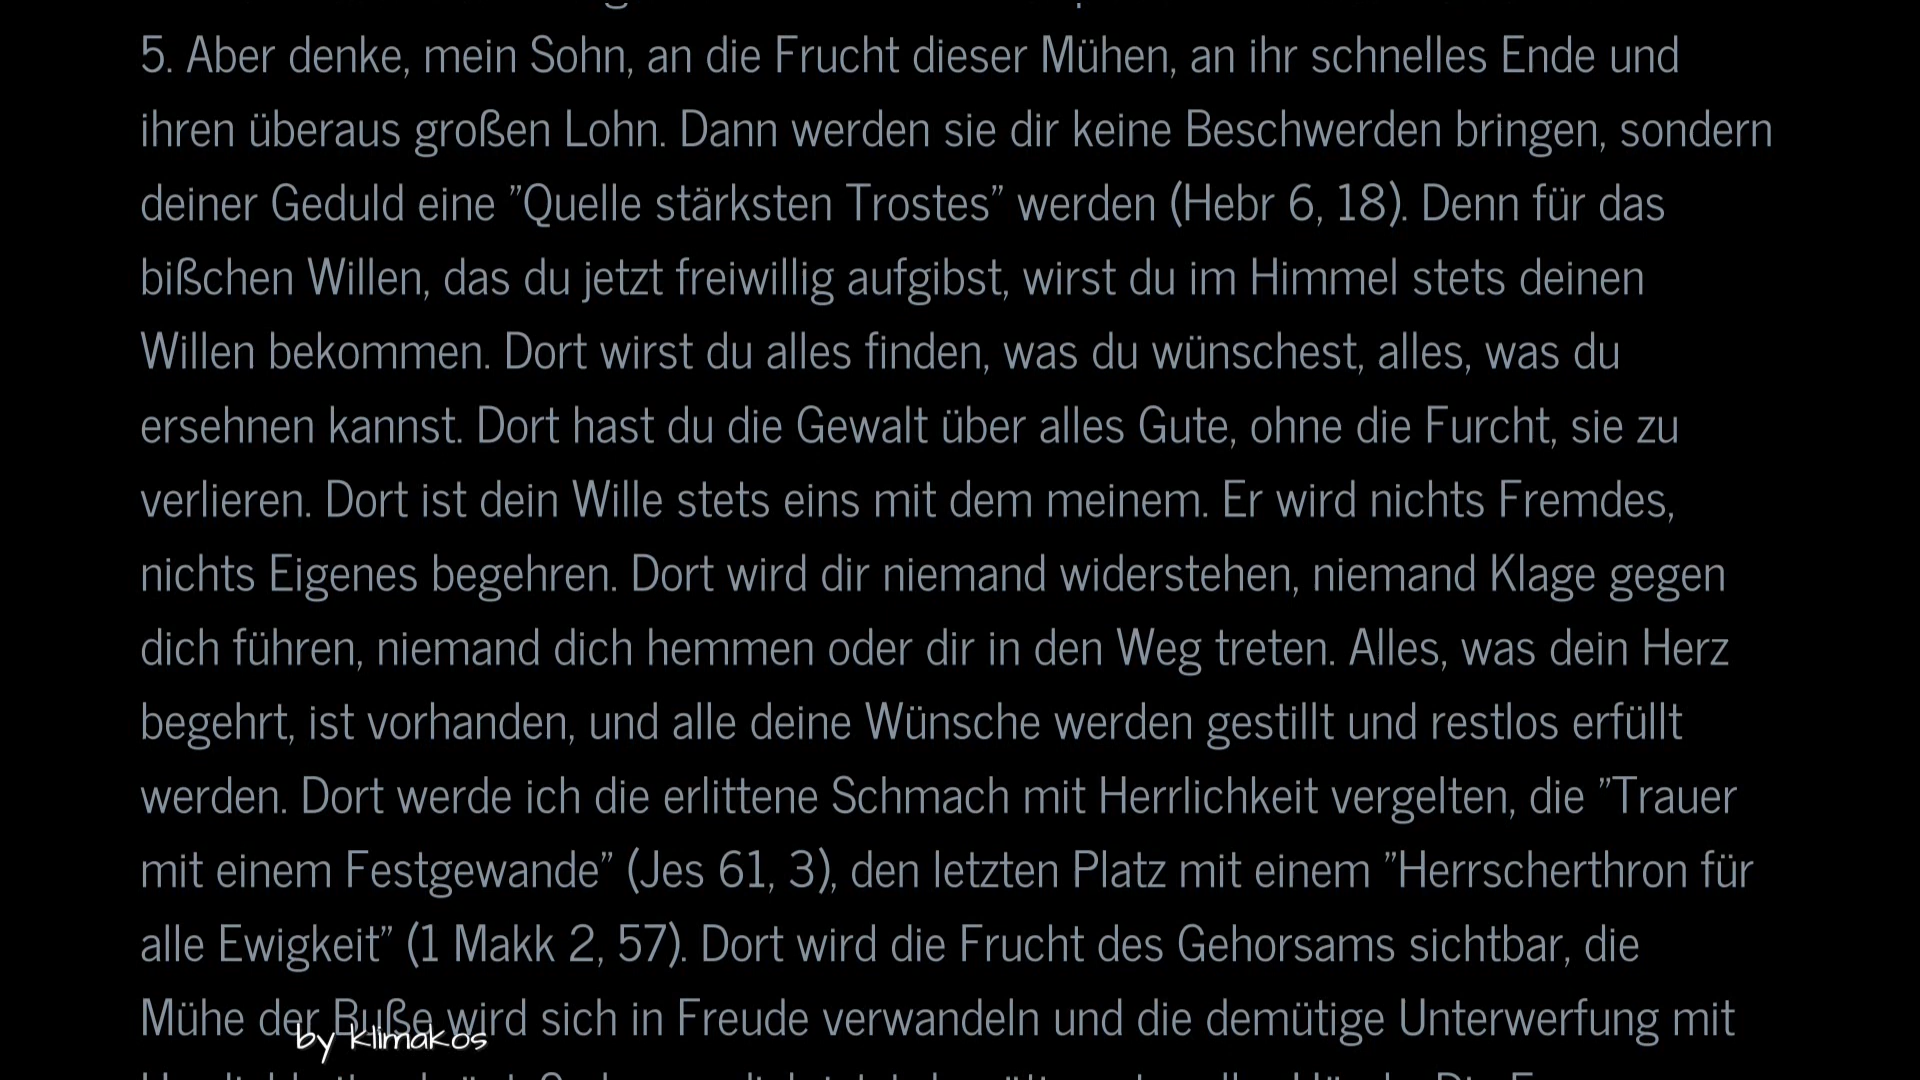 5. Aber denke, mein Sohn, an die Frucht dieser Mühen, an ihr schnelles Ende und
ihren überaus großen Lohn. Dann werden sie dir keine Beschwerden bringen, sondern
deiner Geduld eine ”Quelle stärksten Trostes” werden (Hebr 6, 18). Denn für das
bißchen Willen, das du jetzt freiwillig aufgibst, wirst du im Himmel stets deinen
Willen bekommen. Dort wirst du alles finden, was du wünschest, alles, was du
ersehnen kannst. Dort hast du die Gewalt über alles Gute, ohne die Furcht, sie zu
verlieren. Dort ist dein Wille stets eins mit dem meinem. Er wird nichts Fremdes,
nichts Eigenes begehren. Dort wird dir niemand widerstehen, niemand Klage gegen
dich führen, niemand dich hemmen oder dir in den Weg treten. Alles, was dein Herz
begehrt, ist vorhanden, und alle deine Wünsche werden gestillt und restlos erfüllt
werden. Dort werde ich die erlittene Schmach mit Herrlichkeit vergelten, die ”Trauer
mit einem Festgewande” (Jes 61, 3), den letzten Platz mit einem ”Herrscherthron für
alle Ewigkeit” (1 Makk 2, 57). Dort wird die Frucht des Gehorsams sichtbar, die
Mühe der Buße wird sich in Freude verwandeln und die demütige Unterwerfung mit
by klimakos